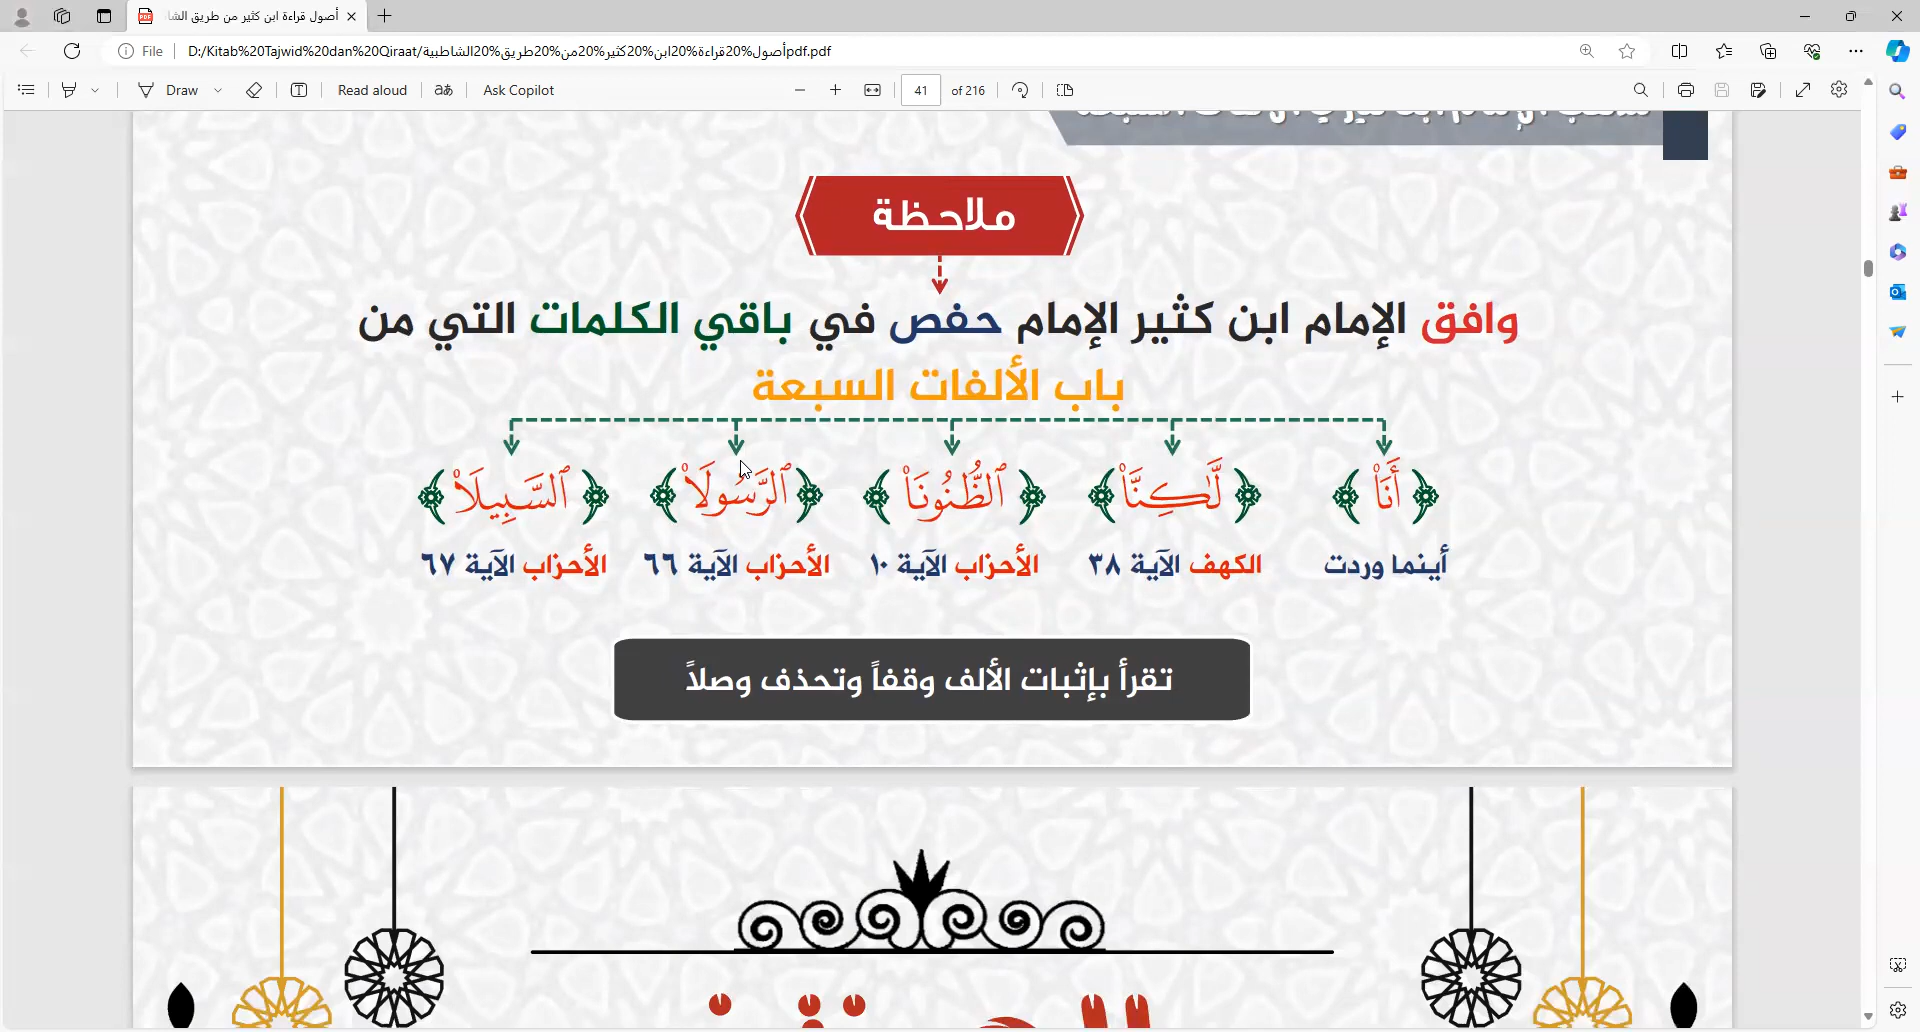 أصول قراءة ابن كثير من طريق الشا
File
D:/Kitab%20Tajwid%20dan%20Qiraat/أصول%20قراءة%20ابن%20كثير%20من%20طريق%20الشاطبيةpdf.pdf
Draw
Read aloud
Ask Copilot
41 of 216
ملاحظة
وافق الإمام ابن كثير الإمام حفص في باقي الكلمات التي من
باب الألفات السبعة
﴿أَنَا۠﴾ ﴿لَّٰكِنَّا۠﴾ ﴿ٱلظُّنُونَا۠﴾ ﴿ٱلرَّسُولَا۠﴾ ﴿ٱلسَّبِيلَا۠﴾
أينما وردت الكهف الآية ٣٨ الأحزاب الآية ١٠ الأحزاب الآية ٦٦ الأحزاب الآية ٦٧
تقرأ بإثبات الألف وقفاً وتحذف وصلاً